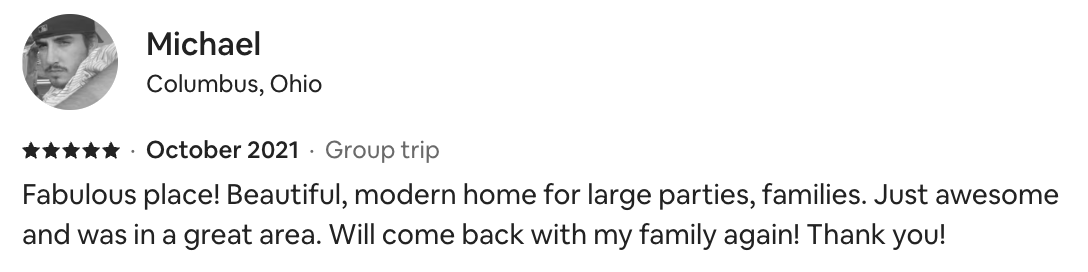 Michael
Columbus, Ohio
★★★★★ · October 2021 · Group trip
Fabulous place! Beautiful, modern home for large parties, families. Just awesome
and was in a great area. Will come back with my family again! Thank you!